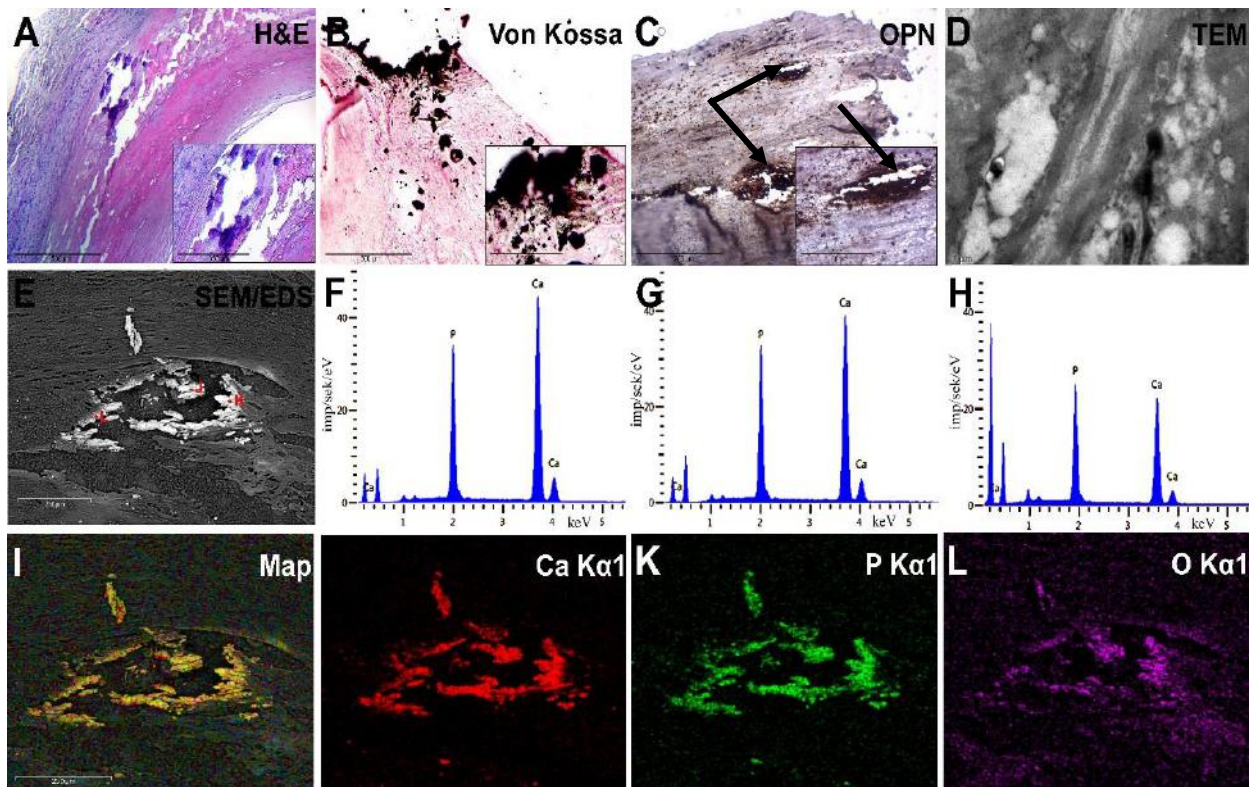 A H&E
B Von Kossa
C OPN
D TEM
E SEM/EDS
F
imp/sek/eV
40
20
0
Ca
P
Ca
Ca
1 2 3 4 keV 5
G
imp/sek/eV
40
20
0
Ca
P
Ca
Ca
1 2 3 4 keV 5
H
imp/sek/eV
40
20
0
Ca
P
Ca
Ca
1 2 3 4 keV 5
I Map
Ca Kα1
K P Kα1
L O Kα1